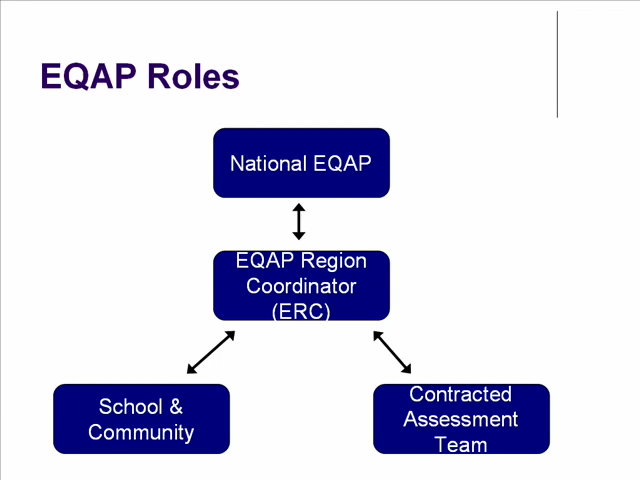 EQAP Roles
National EQAP
EQAP Region
Coordinator
(ERC)
School &
Community
Contracted
Assessment
Team